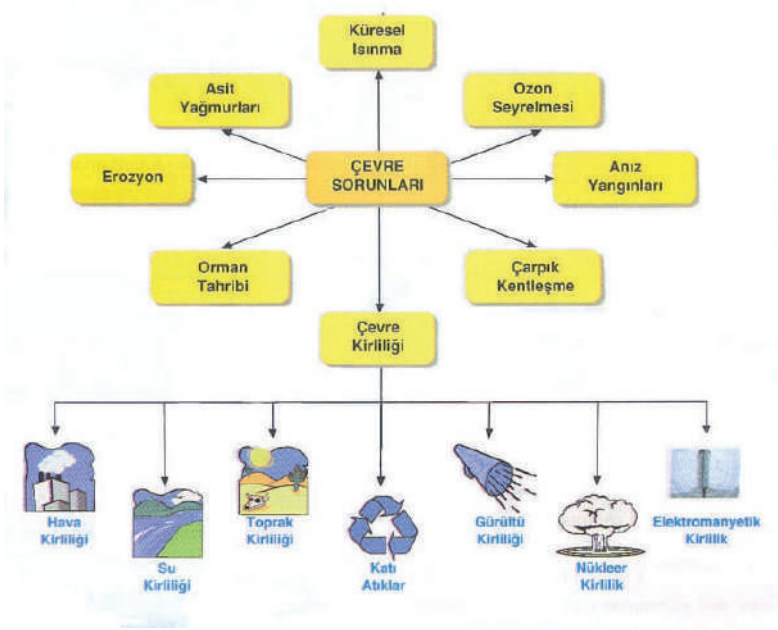 Küresel
Isınma
Asit
Yağmurları
Ozon
Seyrelmesi
Erozyon
ÇEVRE
SORUNLARI
Anız
Yangınları
Orman
Tahribi
Çarpık
Kentleşme
Çevre
Kirliliği
Hava
Kirliliği
Su
Kirliliği
Toprak
Kirliliği
Katı
Atıklar
Gürültü
Kirliliği
Nükleer
Kirlilik
Elektromanyetik
Kirlilik